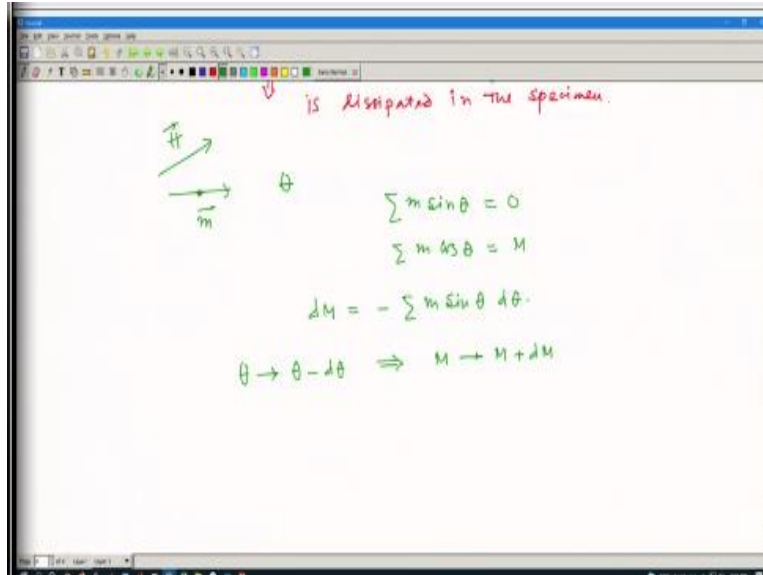 is dissipated in the specimen.
H⃗
θ
m⃗
∑ m sin θ = 0
∑ m cos θ = M
dM = - ∑ m sin θ dθ.
θ → θ - dθ ⇒ M → M + dM